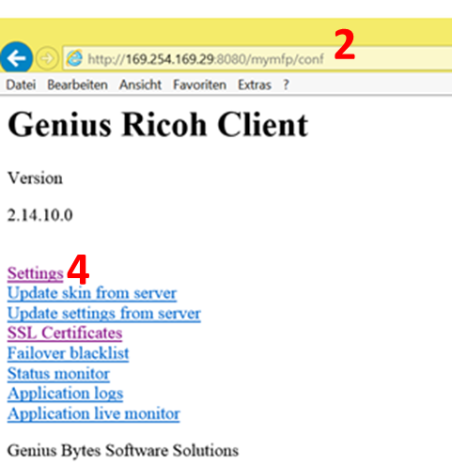 2
http://169.254.169.29:8080/mymfp/conf
Datei Bearbeiten Ansicht Favoriten Extras ?
Genius Ricoh Client
Version
2.14.10.0
Settings 4
Update skin from server
Update settings from server
SSL Certificates
Failover blacklist
Status monitor
Application logs
Application live monitor
Genius Bytes Software Solutions